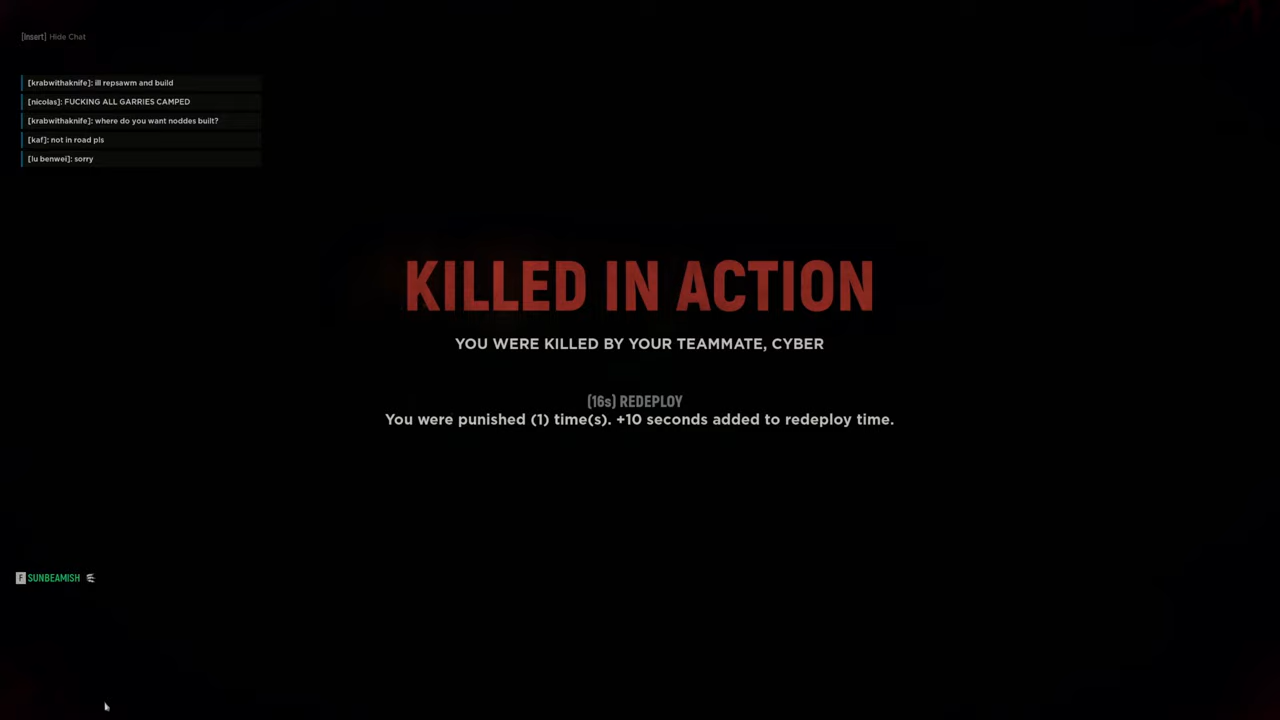 [Insert] Hide Chat
[krabwithaknife]: ill repsawm and build
[nicolas]: FUCKING ALL GARRIES CAMPED
[krabwithaknife]: where do you want noddes built?
[kaf]: not in road pls
[lu benwei]: sorry
KILLED IN ACTION
YOU WERE KILLED BY YOUR TEAMMATE, CYBER
(16s) REDEPLOY
You were punished (1) time(s). +10 seconds added to redeploy time.
F SUNBEAMISH